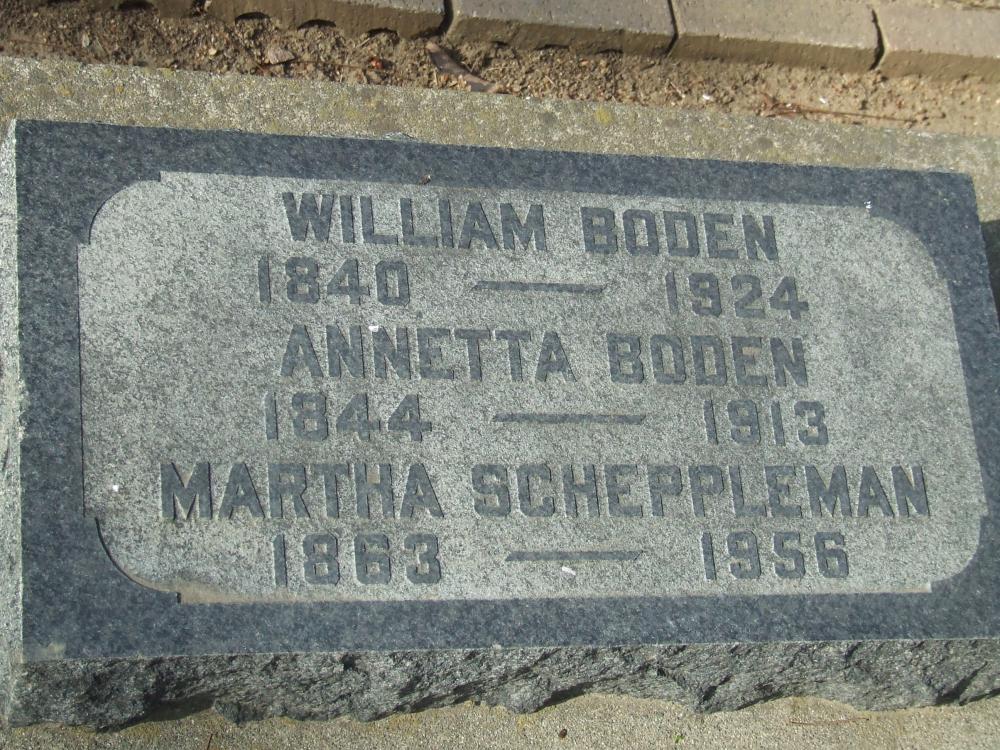 WILLIAM BODEN
1840 — 1924
ANNETTA BODEN
1844 — 1913
MARTHA SCHEPPLEMAN
1863 — 1956